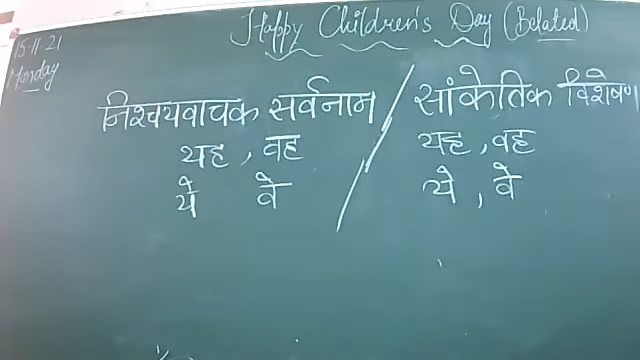 Happy Children's Day (Belated)
15.11.21
Monday
निश्चयवाचक सर्वनाम / सांकेतिक विशेषण
यह, वह यह, वह
ये वे ये, वे